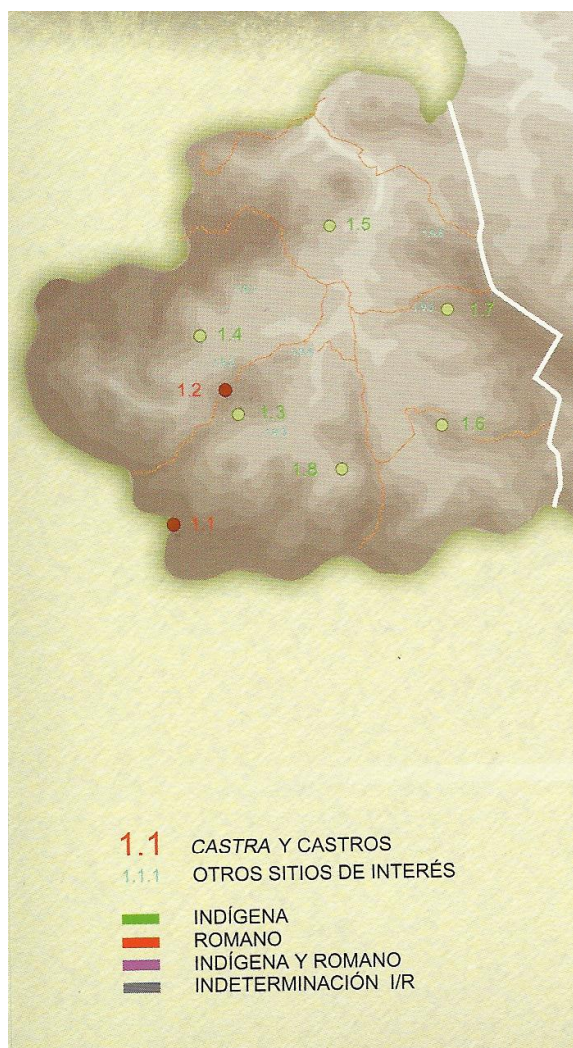 1.5
1.7
1.4
1.2
1.3
1.6
1.8
1.1
1.1 CASTRA Y CASTROS
1.1.1 OTROS SITIOS DE INTERÉS
INDÍGENA
ROMANO
INDÍGENA Y ROMANO
INDETERMINACIÓN I/R